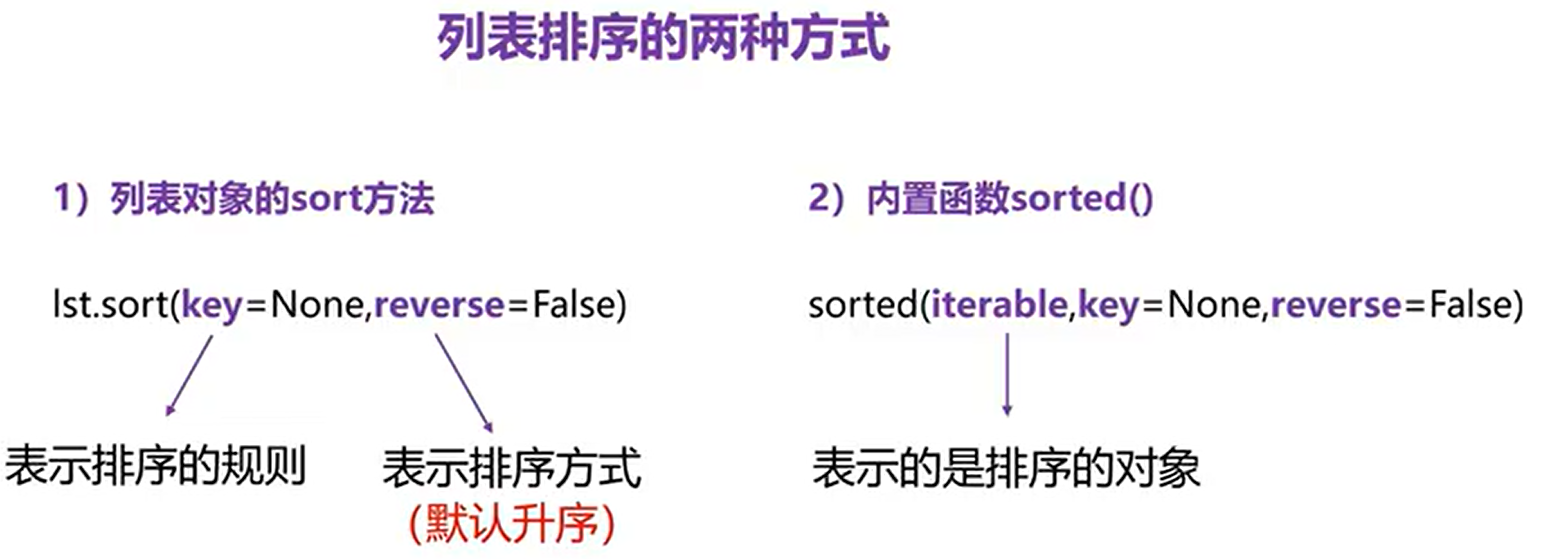 列表排序的两种方式
1）列表对象的sort方法
lst.sort(key=None,reverse=False)
表示排序的规则
表示排序方式
（默认升序）
2）内置函数sorted()
sorted(iterable,key=None,reverse=False)
表示的是排序的对象